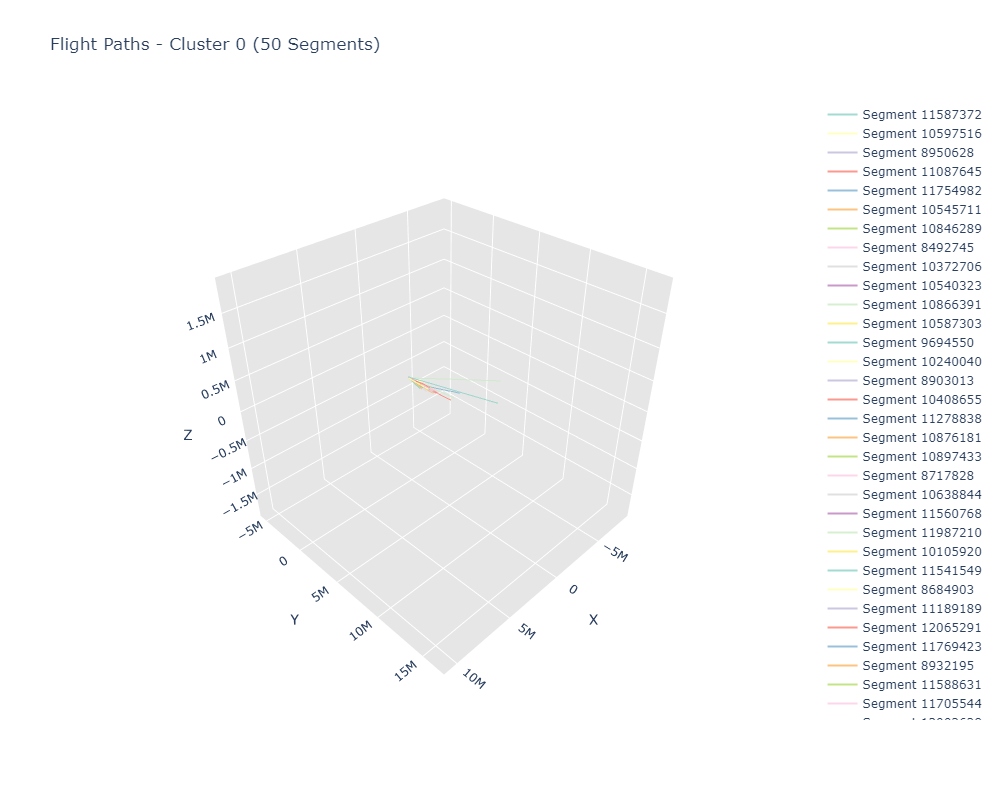 Flight Paths - Cluster 0 (50 Segments)
Segment 11587372
Segment 10597516
Segment 8950628
Segment 11087645
Segment 11754982
Segment 10545711
Segment 10846289
Segment 8492745
Segment 10372706
Segment 10540323
Segment 10866391
Segment 10587303
Segment 9694550
Segment 10240040
Segment 8903013
Segment 10408655
Segment 11278838
Segment 10876181
Segment 10897433
Segment 8717828
Segment 10638844
Segment 11560768
Segment 11987210
Segment 10105920
Segment 11541549
Segment 8684903
Segment 11189189
Segment 12065291
Segment 11769423
Segment 8932195
Segment 11588631
Segment 11705544
1.5M
1M
0.5M
0
−0.5M
−1M
−1.5M
Z
−5M
0
5M
10M
15M
Y
−5M
0
5M
10M
X